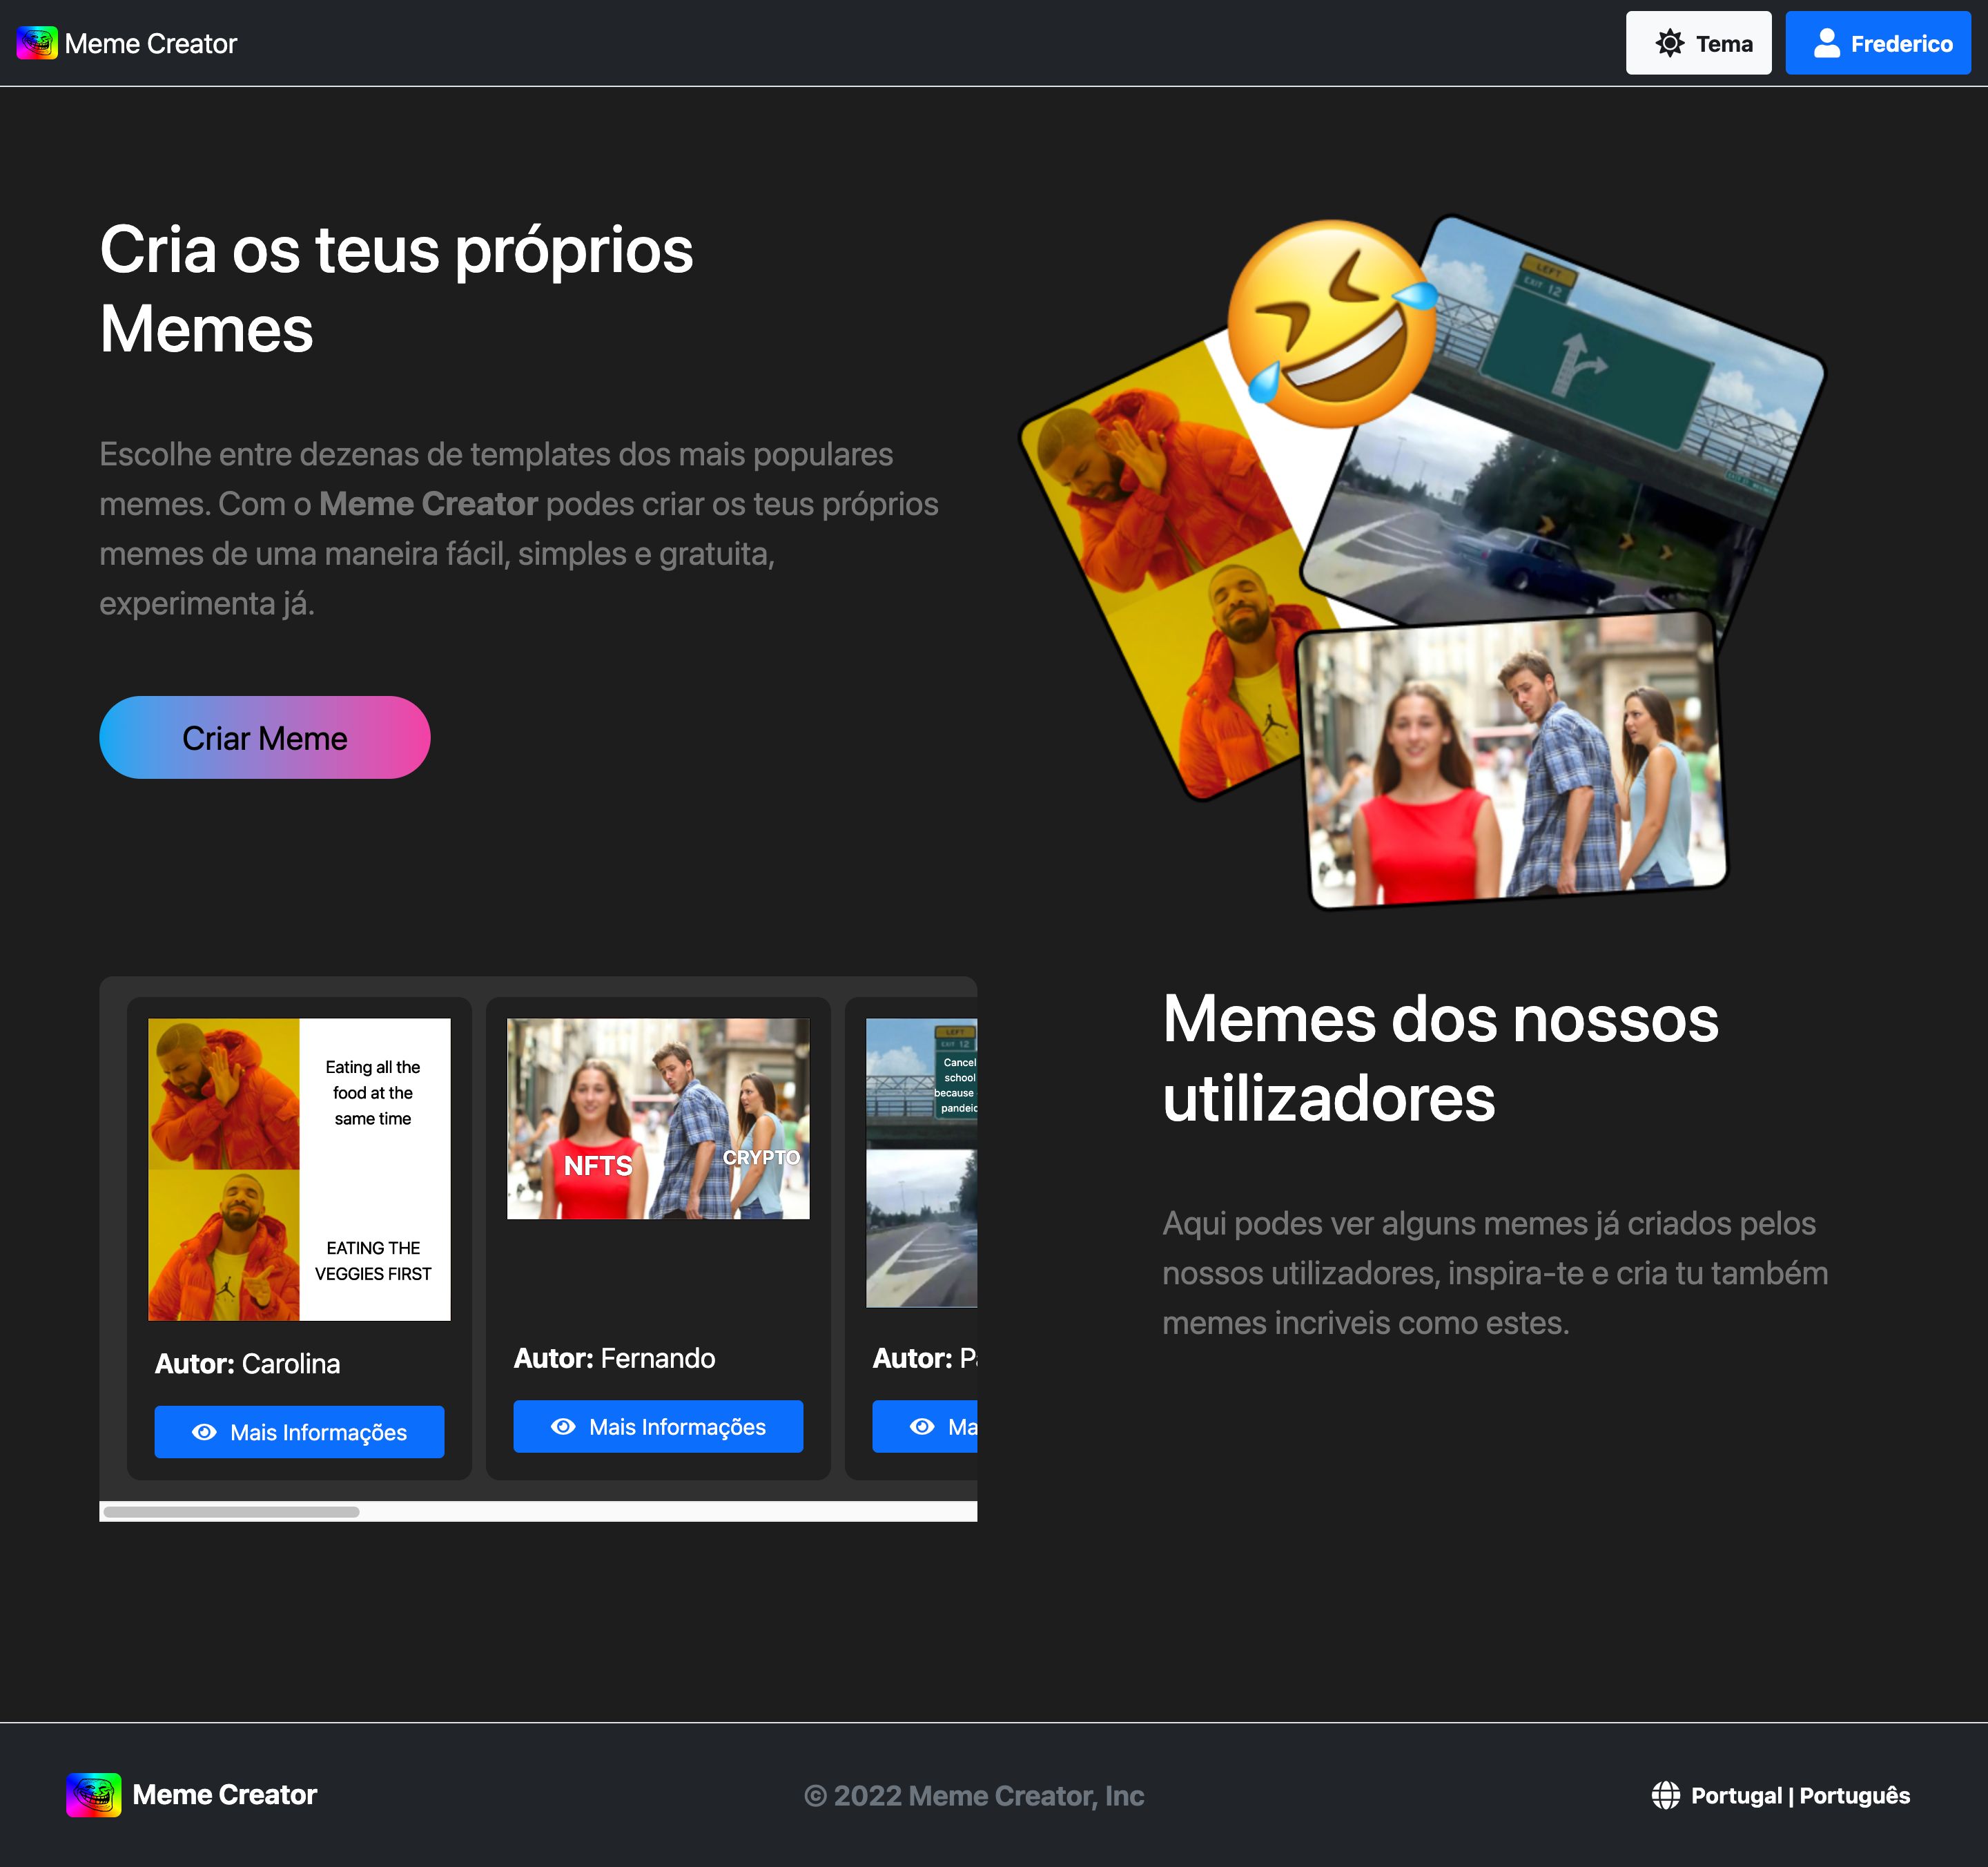 Meme Creator
Tema
Frederico
Cria os teus próprios
Memes
Escolhe entre dezenas de templates dos mais populares
memes. Com o Meme Creator podes criar os teus próprios
memes de uma maneira fácil, simples e gratuita,
experimenta já.
Criar Meme
LEFT
EXIT 12
Eating all the
food at the
same time
EATING THE
VEGGIES FIRST
Autor: Carolina
Mais Informações
NFTS
CRYPTO
Autor: Fernando
Mais Informações
LEFT
EXIT 12
Cancel
school
because
pandeic
Autor: Pa
Ma
Memes dos nossos
utilizadores
Aqui podes ver alguns memes já criados pelos
nossos utilizadores, inspira-te e cria tu também
memes incriveis como estes.
Meme Creator
© 2022 Meme Creator, Inc
Portugal | Português